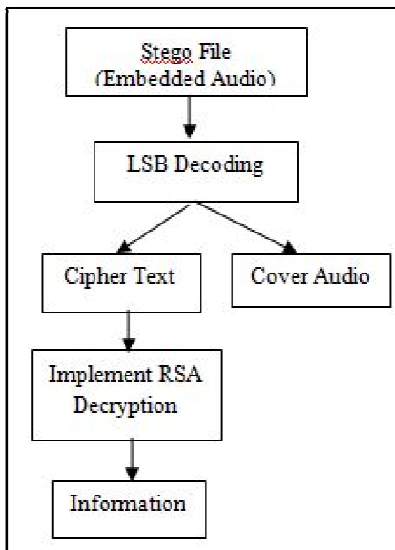 Stego File
(Embedded Audio)
LSB Decoding
Cipher Text
Cover Audio
Implement RSA
Decryption
Information